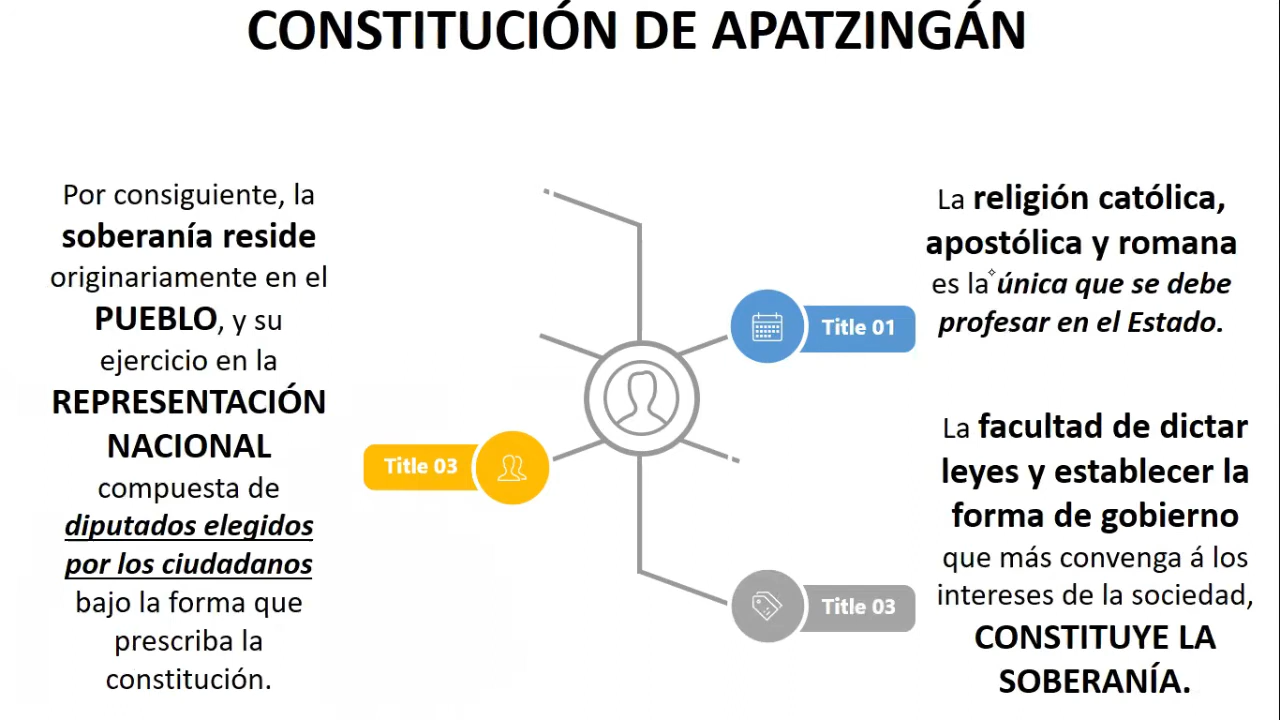 CONSTITUCIÓN DE APATZINGÁN
Por consiguiente, la
soberanía reside
originariamente en el
PUEBLO, y su
ejercicio en la
REPRESENTACIÓN
NACIONAL
compuesta de
diputados elegidos
por los ciudadanos
bajo la forma que
prescriba la
constitución.
Title 03
Title 01
La religión católica,
apostólica y romana
es la única que se debe
profesar en el Estado.
La facultad de dictar
leyes y establecer la
forma de gobierno
que más convenga á los
intereses de la sociedad,
CONSTITUYE LA
SOBERANÍA.
Title 03